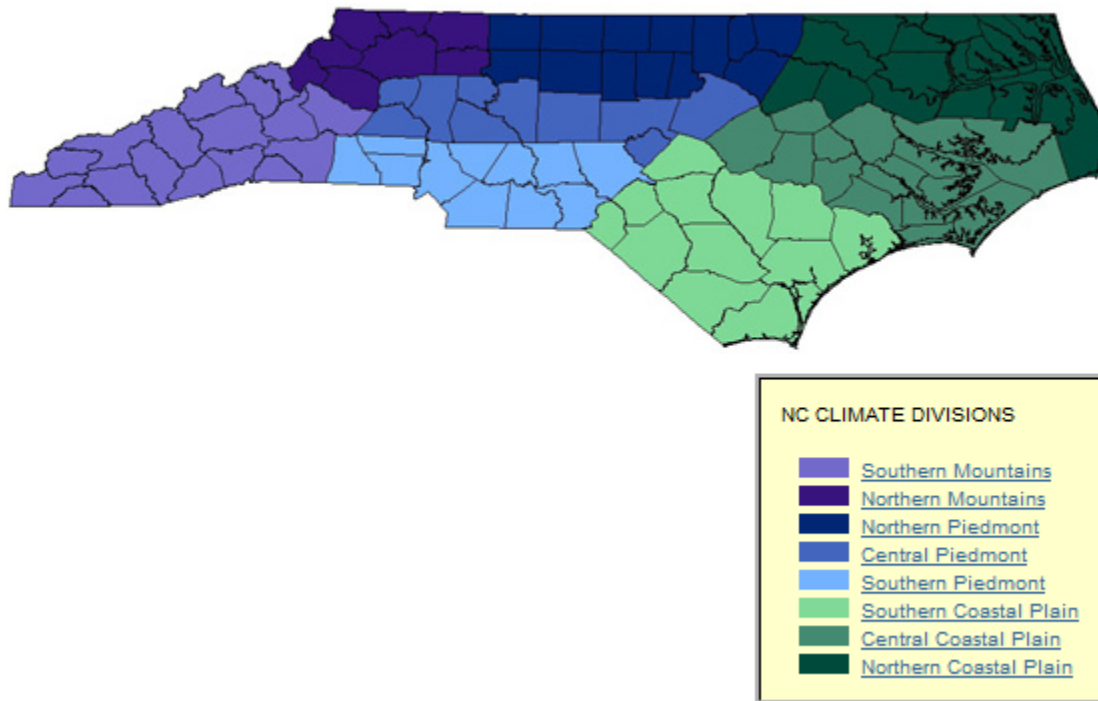 NC CLIMATE DIVISIONS
Southern Mountains
Northern Mountains
Northern Piedmont
Central Piedmont
Southern Piedmont
Southern Coastal Plain
Central Coastal Plain
Northern Coastal Plain